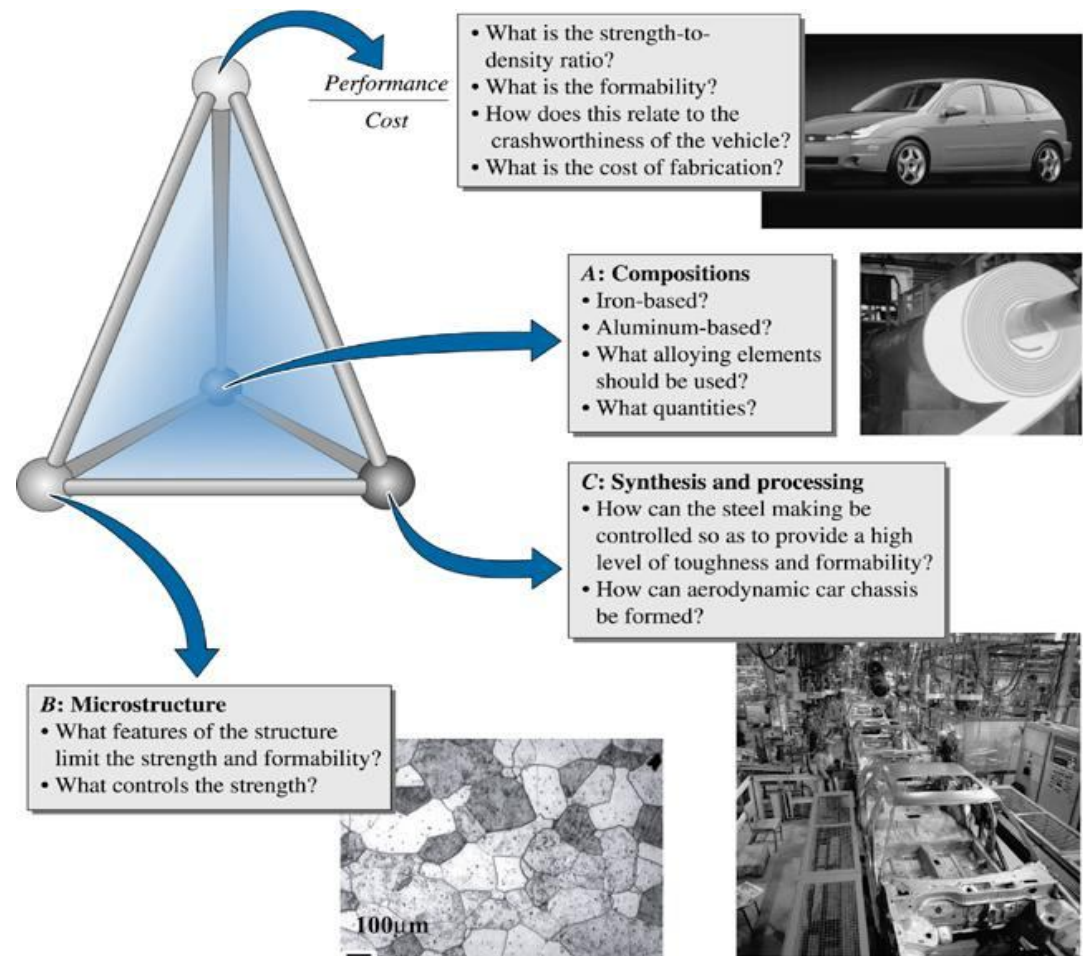 Performance
Cost
• What is the strength-to-
density ratio?
• What is the formability?
• How does this relate to the
crashworthiness of the vehicle?
• What is the cost of fabrication?
A: Compositions
• Iron-based?
• Aluminum-based?
• What alloying elements
should be used?
• What quantities?
C: Synthesis and processing
• How can the steel making be
controlled so as to provide a high
level of toughness and formability?
• How can aerodynamic car chassis
be formed?
B: Microstructure
• What features of the structure
limit the strength and formability?
• What controls the strength?
100μm